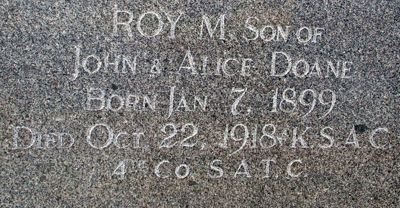 ROY M. SON OF
JOHN & ALICE DOANE
BORN JAN 7, 1899
DIED OCT. 22, 1918 K.S.A.C.
4TH CO. S.A.T.C.